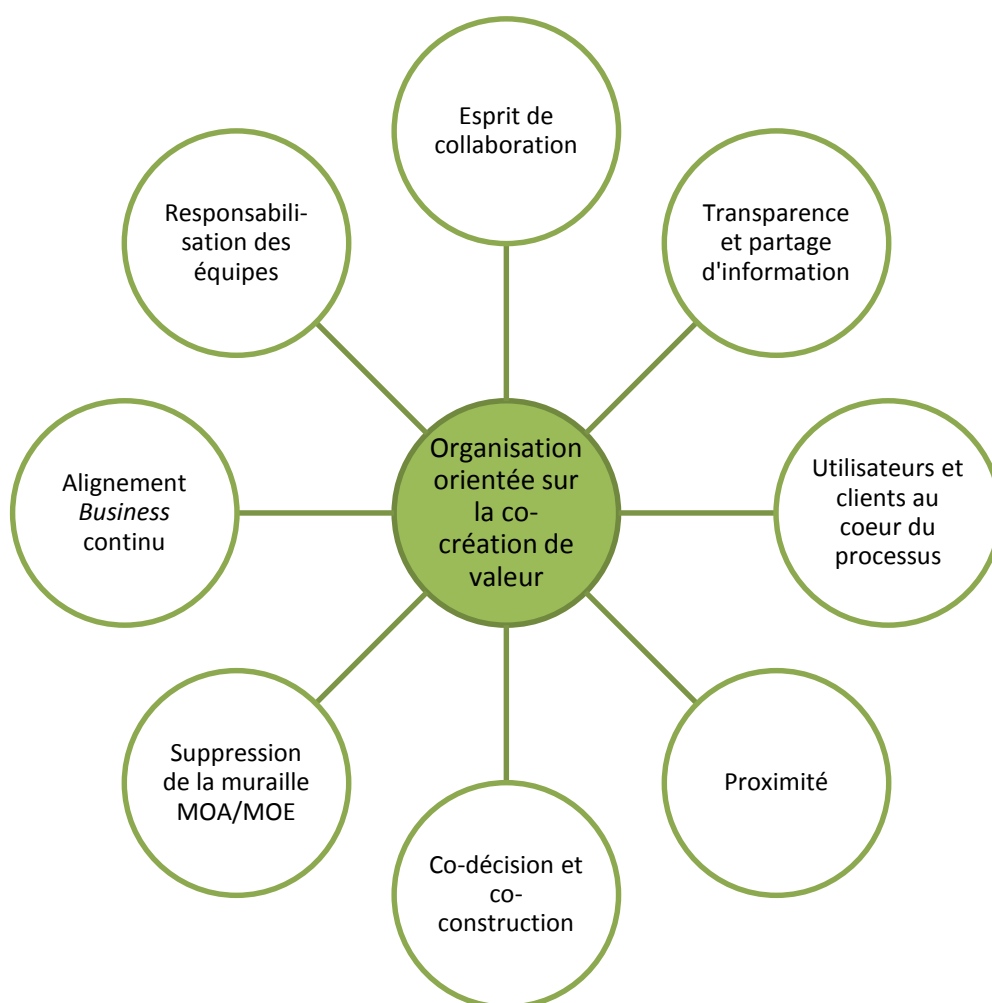 Esprit de
collaboration
Transparence
et partage
d'information
Utilisateurs et
clients au
coeur du
processus
Proximité
Co-décision et
co-
construction
Suppression
de la muraille
MOA/MOE
Alignement
Business
continu
Responsabili-
sation des
équipes
Organisation
orientée sur
la co-
création de
valeur